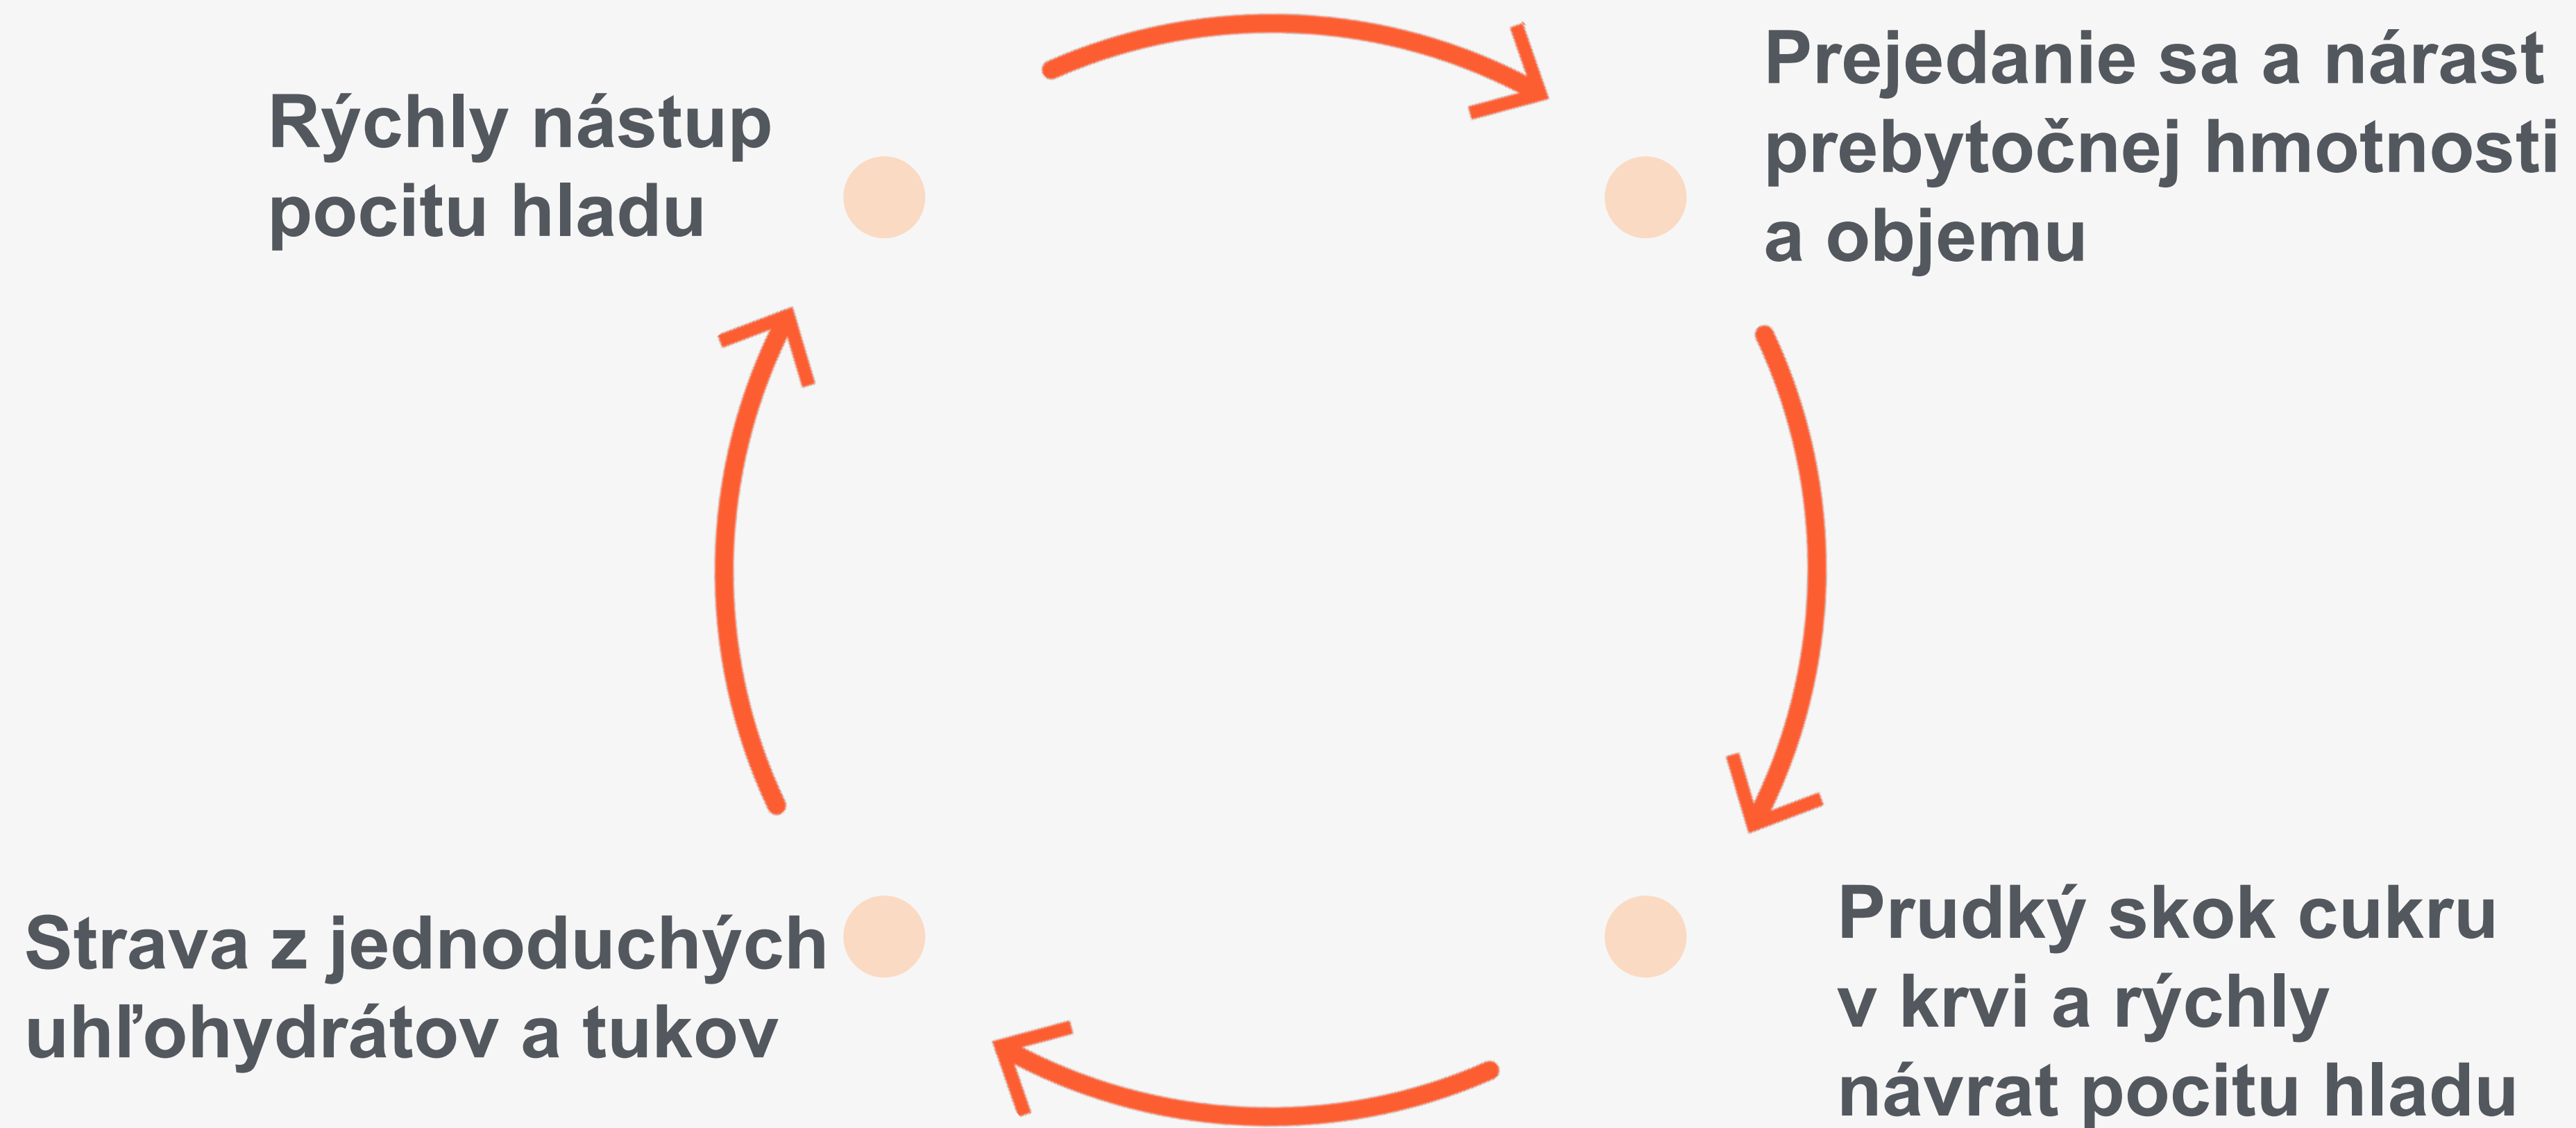 Rýchly nástup
pocitu hladu
Prejedanie sa a nárast
prebytočnej hmotnosti
a objemu
Strava z jednoduchých
uhľohydrátov a tukov
Prudký skok cukru
v krvi a rýchly
návrat pocitu hladu